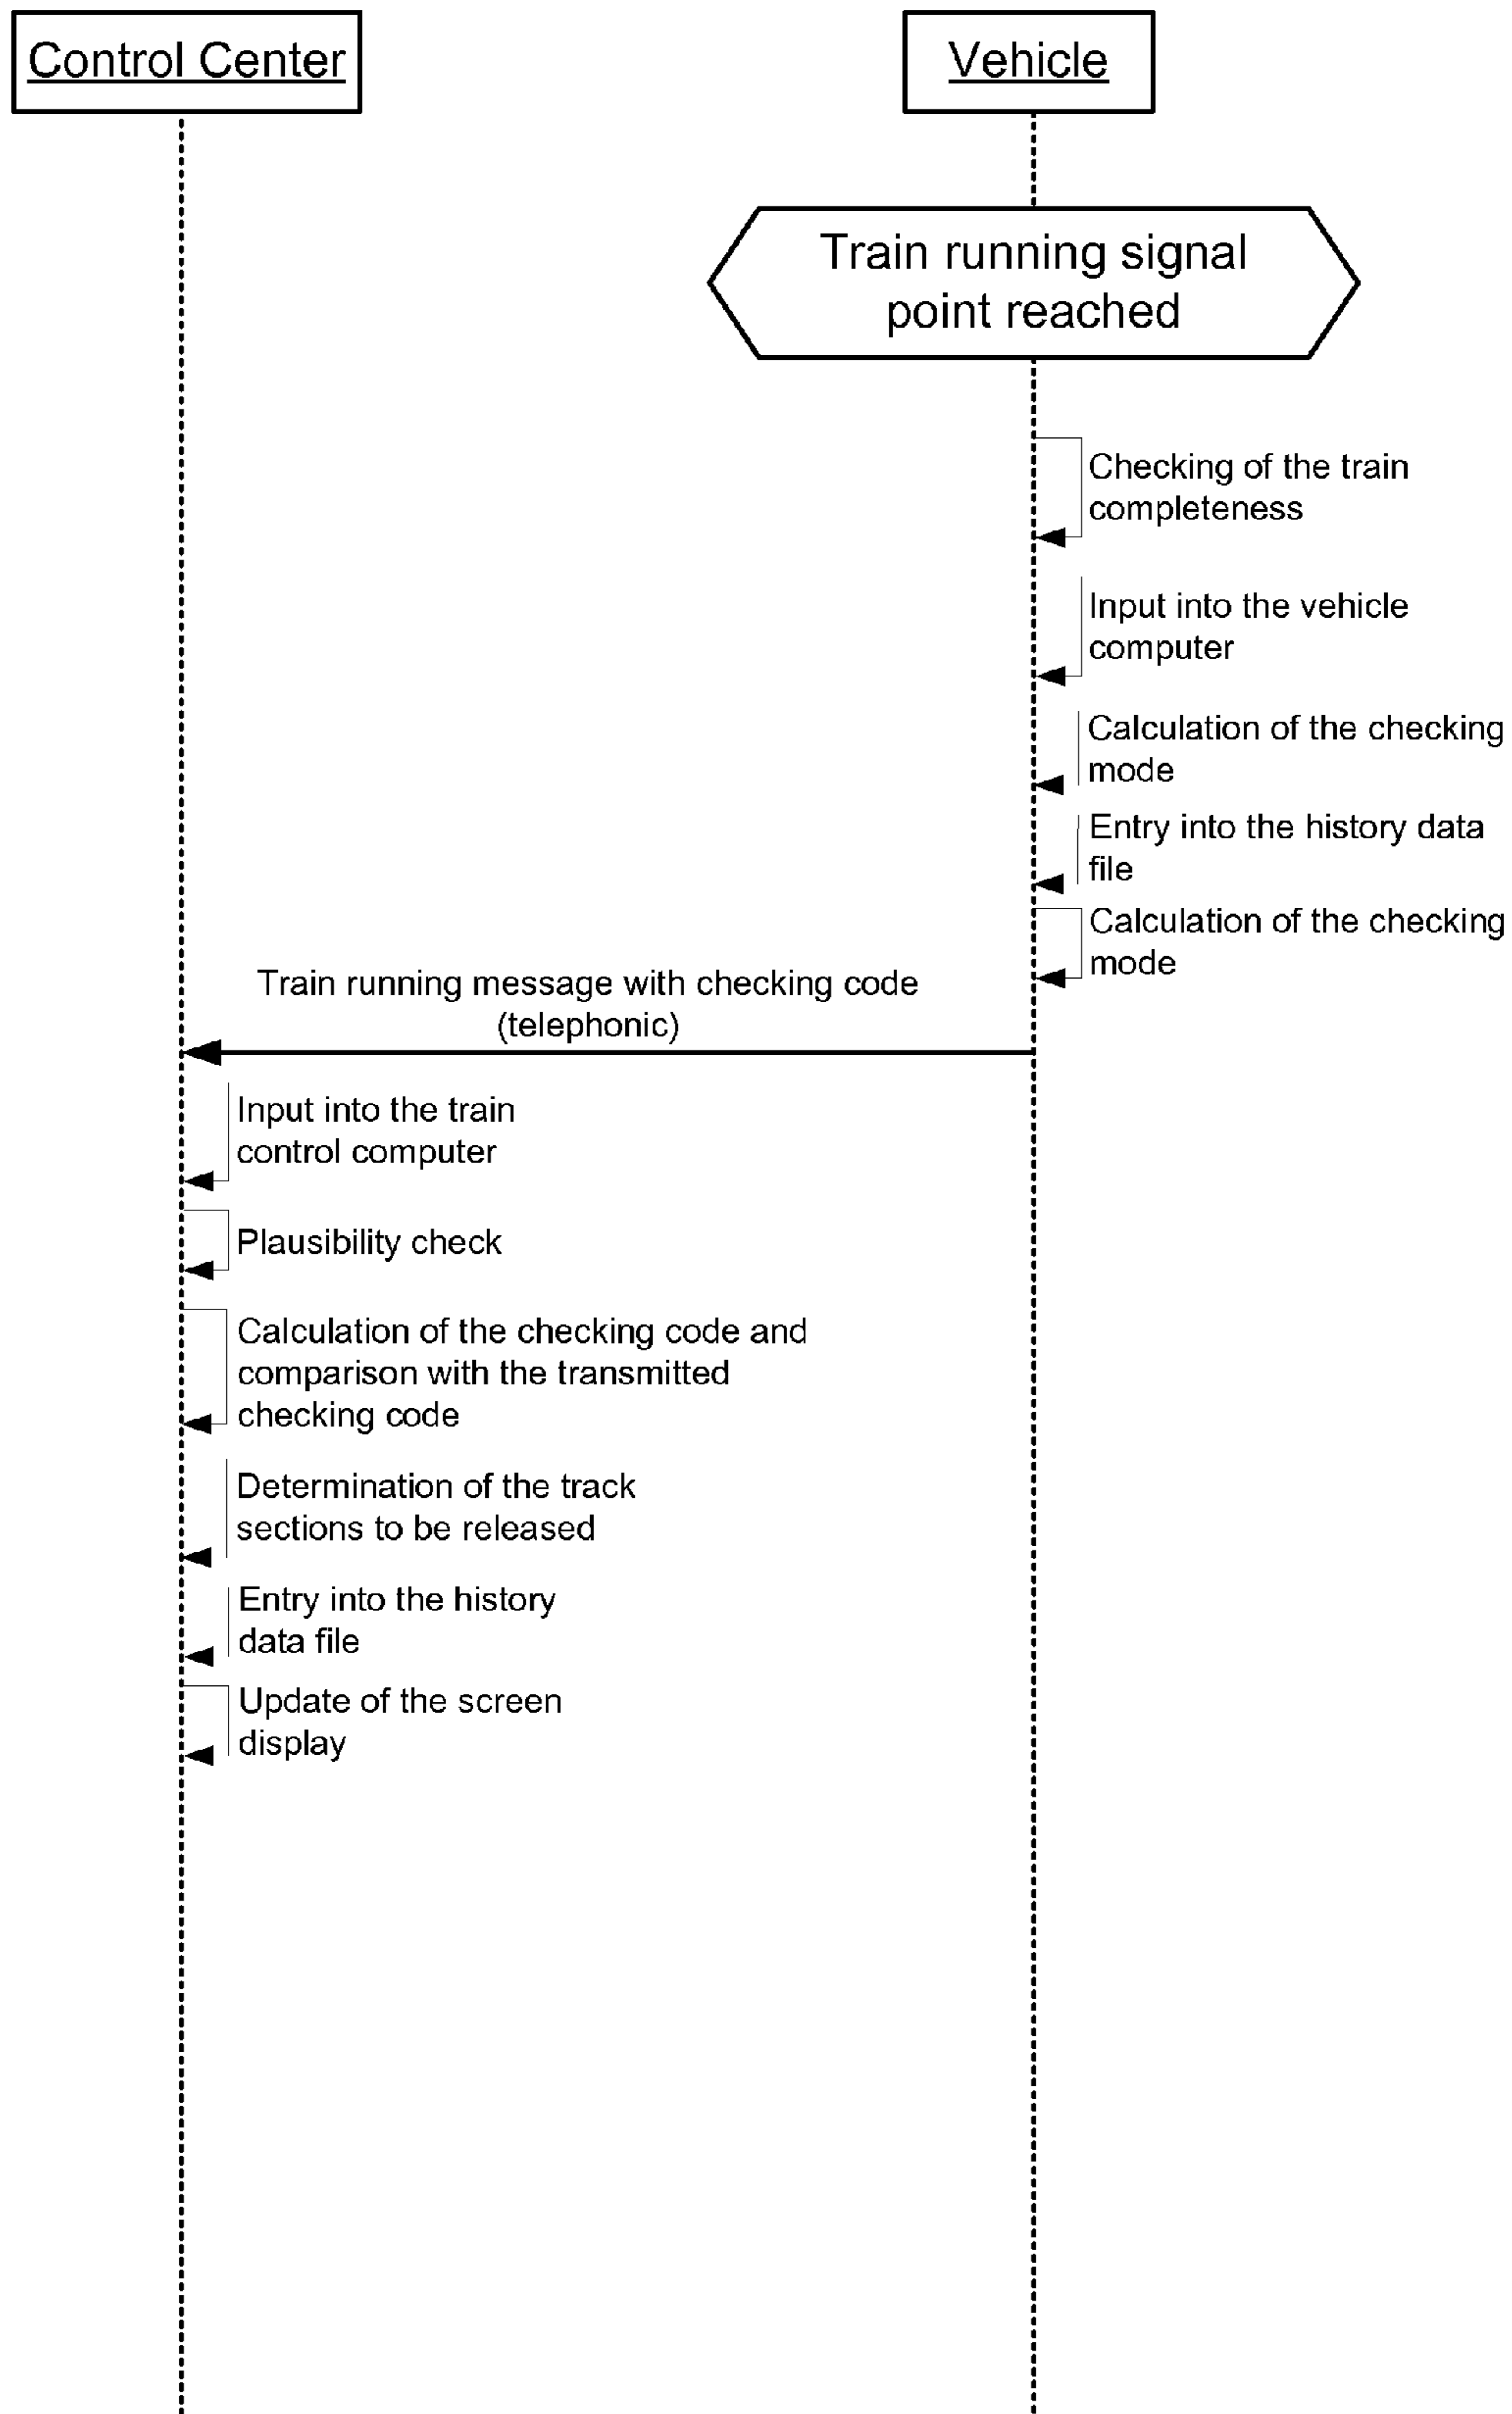 Control Center
Vehicle
Train running signal
point reached
Checking of the train
completeness
Input into the vehicle
computer
Calculation of the checking
mode
Entry into the history data
file
Calculation of the checking
mode
Train running message with checking code
(telephonic)
Input into the train
control computer
Plausibility check
Calculation of the checking code and
comparison with the transmitted
checking code
Determination of the track
sections to be released
Entry into the history
data file
Update of the screen
display